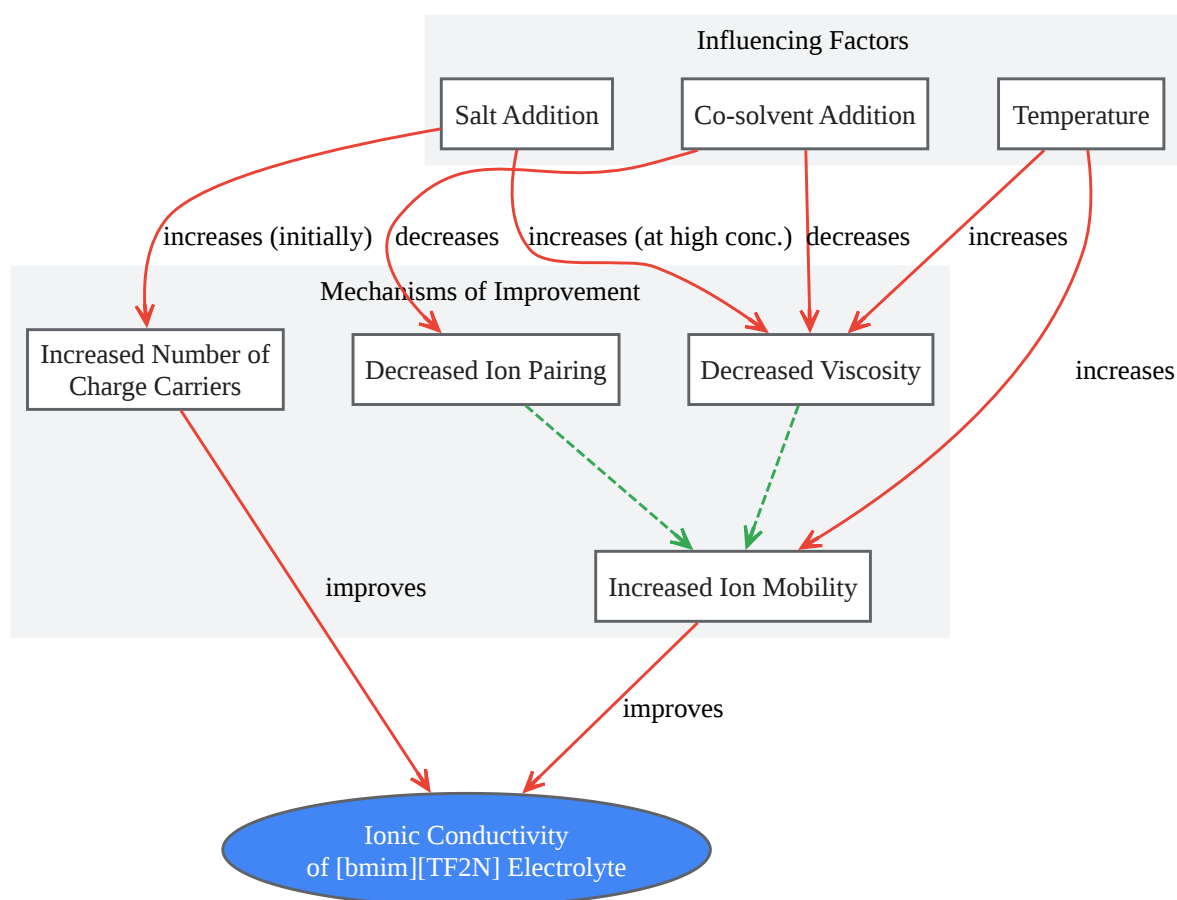 Influencing Factors
Salt Addition
Co-solvent Addition
Temperature
increases (initially)
decreases
increases (at high conc.)
decreases
increases
Mechanisms of Improvement
Increased Number of
Charge Carriers
Decreased Ion Pairing
Decreased Viscosity
increases
Increased Ion Mobility
improves
improves
Ionic Conductivity
of [bmim][TF2N] Electrolyte